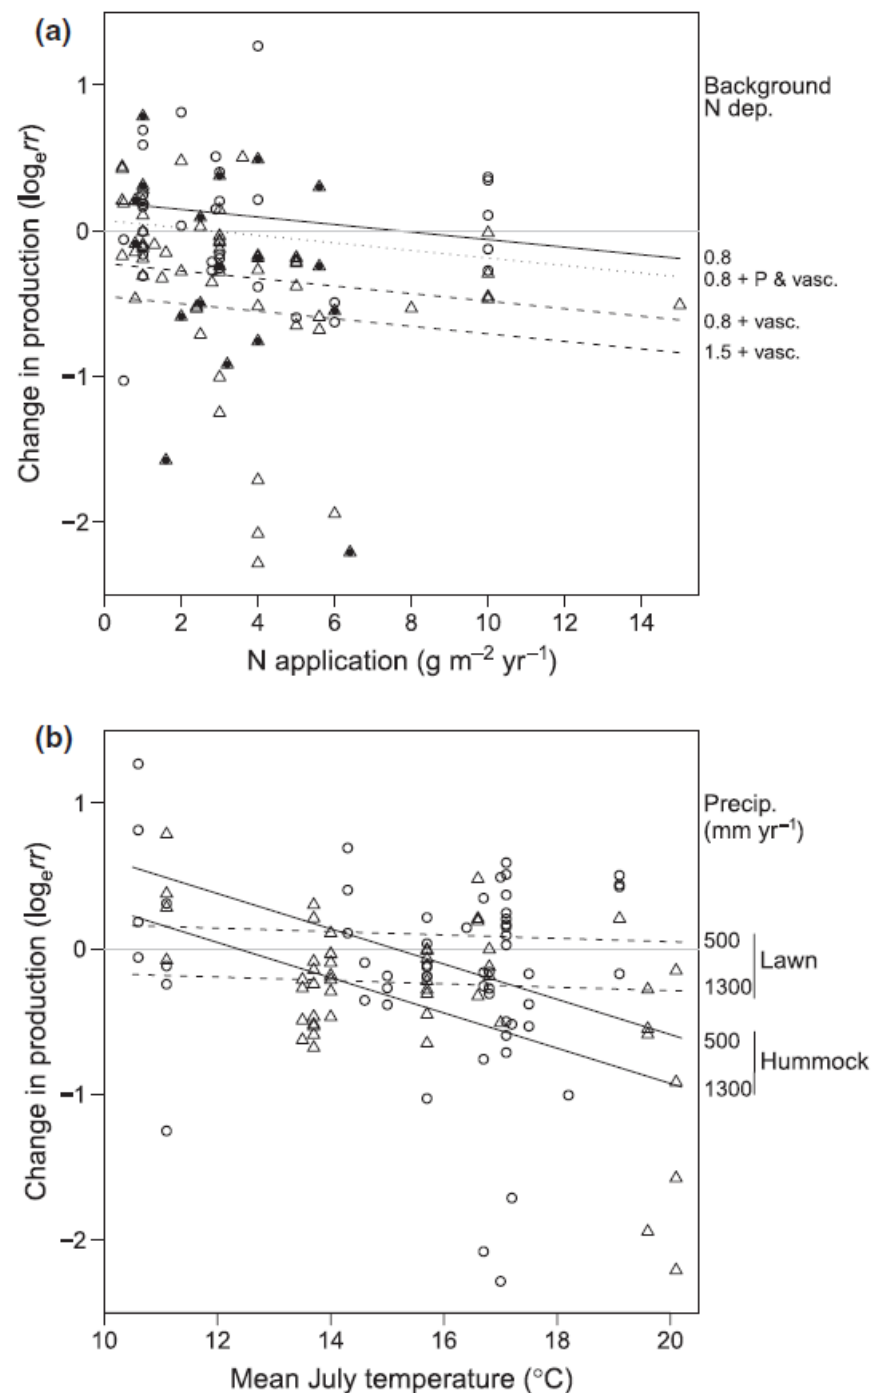 (a)
Change in production (logₑrr)
1
0
−1
−2
0 2 4 6 8 10 12 14
N application (g m⁻² yr⁻¹)
Background
N dep.
0.8
0.8 + P & vasc.
0.8 + vasc.
1.5 + vasc.
(b)
Change in production (logₑrr)
1
0
−1
−2
10 12 14 16 18 20
Mean July temperature (°C)
Precip.
(mm yr⁻¹)
500
1300
Lawn
500
1300
Hummock